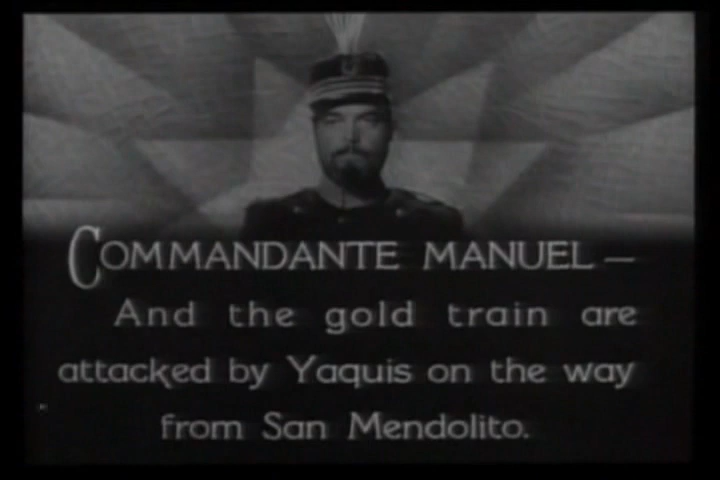 COMMANDANTE MANUEL —
And the gold train are
attacked by Yaquis on the way
from San Mendolito.